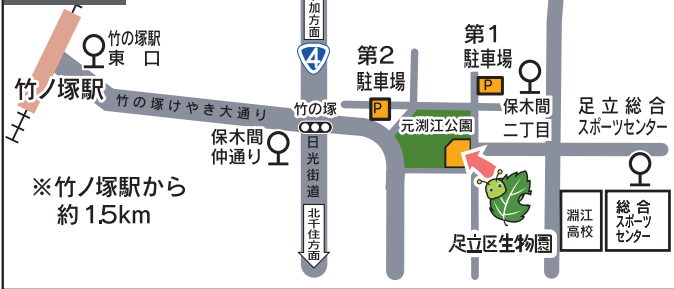 加方面
4
竹の塚駅
東 口
竹ノ塚駅
竹の塚けやき大通り
竹の塚
第2
駐車場
P
第1
駐車場
P
保木間
二丁目
元渕江公園
足立総合
スポーツセンター
保木間
仲通り
日光街道
北千住方面
※竹ノ塚駅から
約1.5km
足立区生物園
淵江
高校
総合
スポーツ
センター